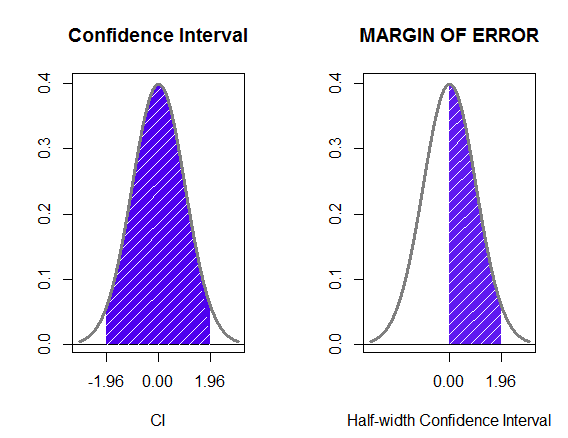 Confidence Interval
0.4
0.3
0.2
0.1
0.0
-1.96 0.00 1.96
CI
MARGIN OF ERROR
0.4
0.3
0.2
0.1
0.0
0.00 1.96
Half-width Confidence Interval